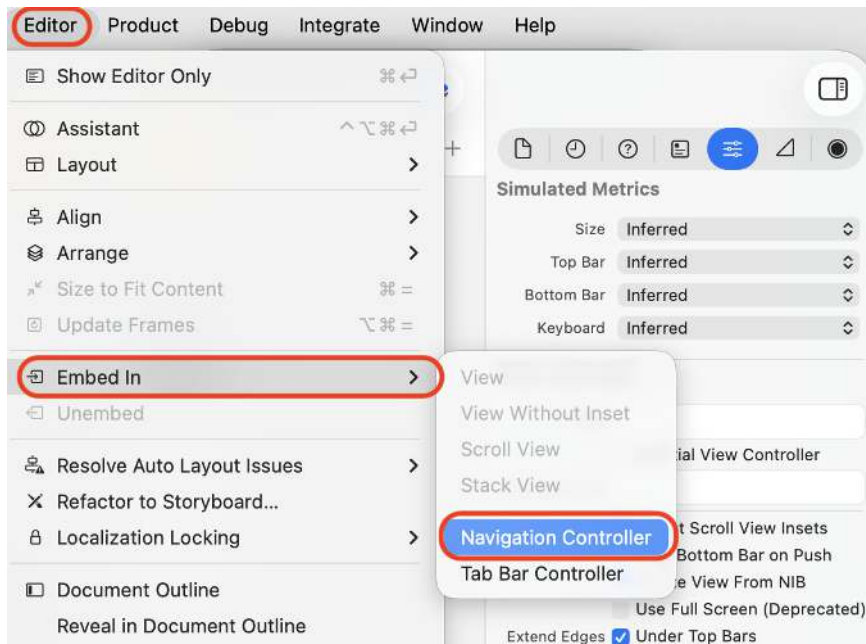 Editor Product Debug Integrate Window Help
Show Editor Only ⌘↩
Assistant ^⌥⌘↩
Layout >
Align >
Arrange >
Size to Fit Content ⌘=
Update Frames ⌥⌘=
Embed In >
Unembed
Resolve Auto Layout Issues >
Refactor to Storyboard...
Localization Locking >
Document Outline
Reveal in Document Outline
View
View Without Inset
Scroll View
Stack View
Navigation Controller
Tab Bar Controller
Simulated Metrics
Size Inferred
Top Bar Inferred
Bottom Bar Inferred
Keyboard Inferred
View Controller
Scroll View Insets
Bottom Bar on Push
View From NIB
Use Full Screen (Deprecated)
Extend Edges Under Top Bars